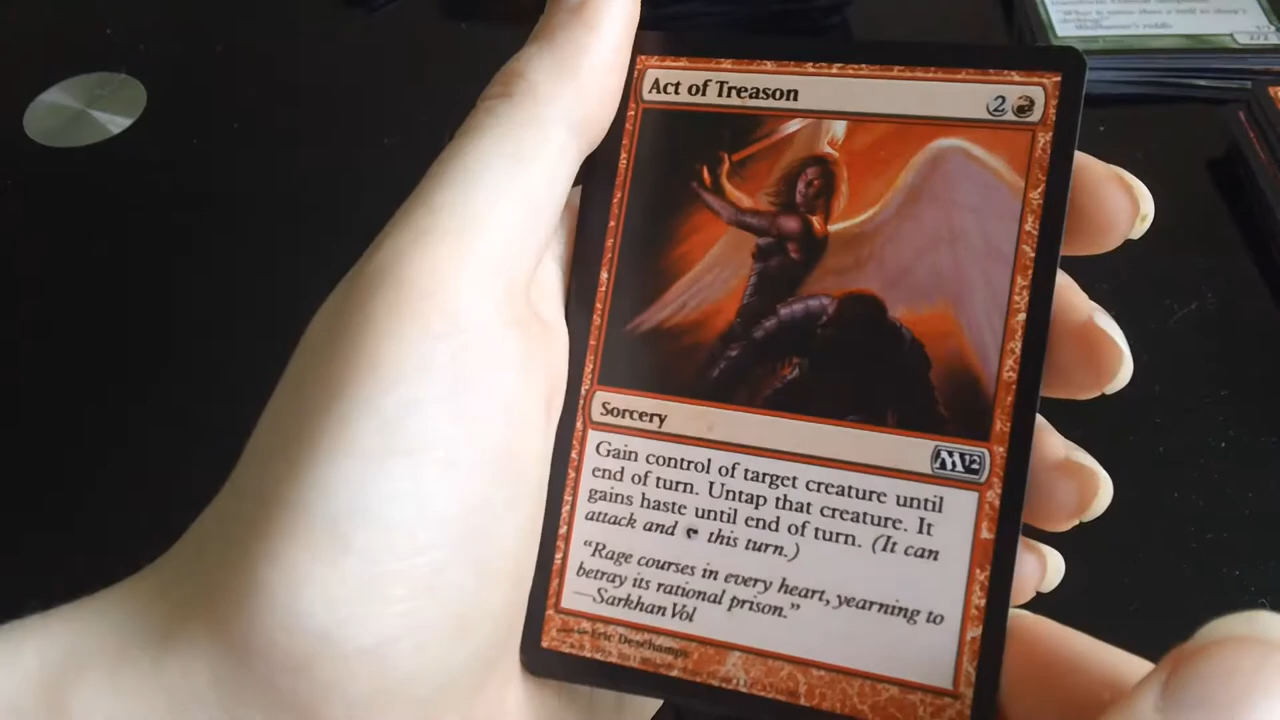 Act of Treason
2
Sorcery
M12
Gain control of target creature until
end of turn. Untap that creature. It
gains haste until end of turn. (It can
attack and this turn.)
“Rage courses in every heart, yearning to
betray its rational prison.”
—Sarkhan Vol
Eric Deschamps
2/2